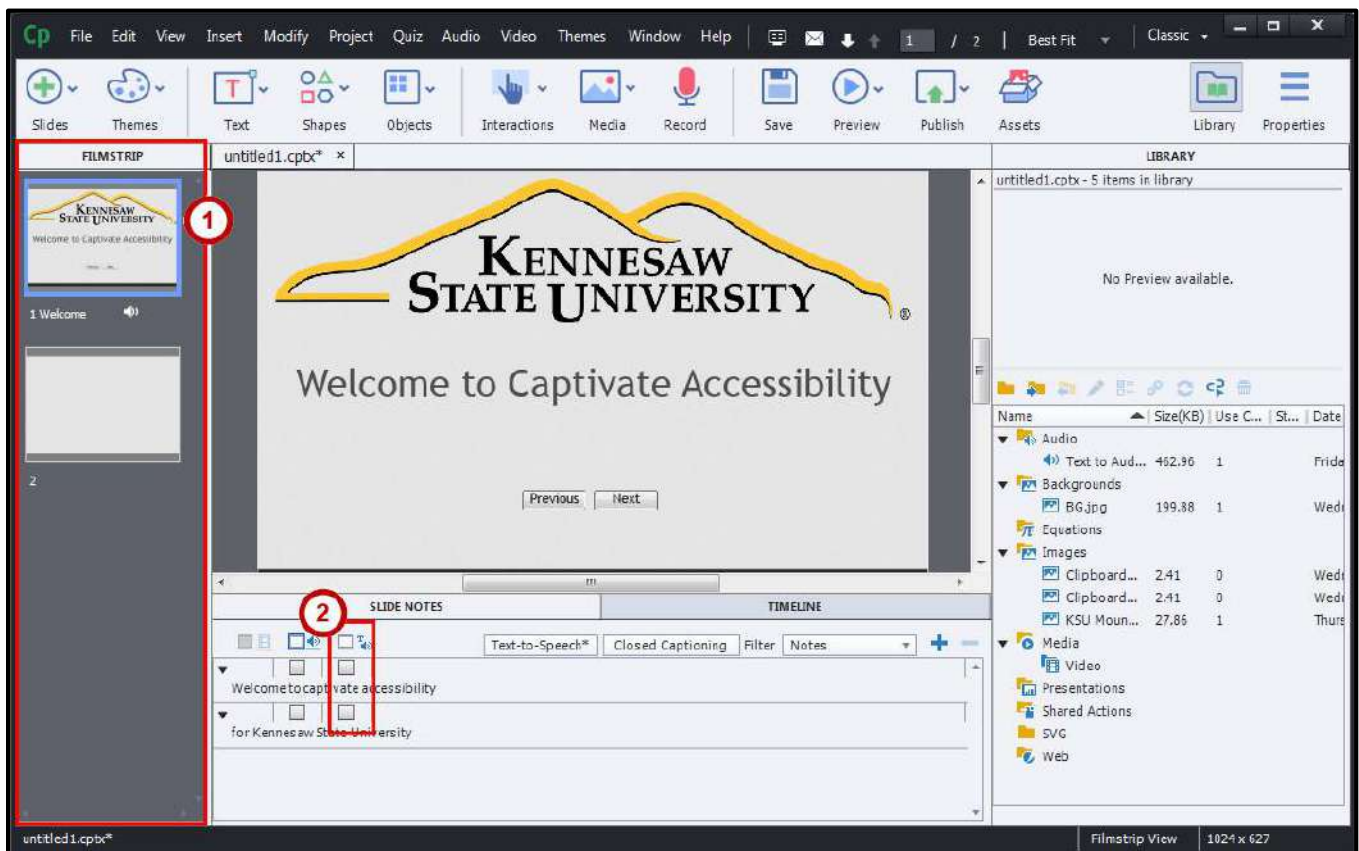 Cp File Edit View Insert Modify Project Quiz Audio Video Themes Window Help 1 / 2 Best Fit Classic
Slides Themes Text Shapes Objects Interactions Media Record Save Preview Publish Assets Library Properties
FILMSTRIP
untitled1.cptx* ×
LIBRARY
untitled1.cptx - 5 items in library
KENNESAW
STATE UNIVERSITY
Welcome to Captivate Accessibility
1
1 Welcome
2
KENNESAW
STATE UNIVERSITY ®
Welcome to Captivate Accessibility
Previous Next
No Preview available.
Name Size(KB) Use C... St... Date
Audio
Text to Aud... 462.96 1 Frida
Backgrounds
BG.jpg 199.88 1 Wedn
Equations
Images
Clipboard... 2.41 0 Wedn
Clipboard... 2.41 0 Wedn
KSU Moun... 27.86 1 Thurs
Media
Video
Presentations
Shared Actions
SVG
Web
2
SLIDE NOTES TIMELINE
Text-to-Speech* Closed Captioning Filter Notes
Welcome to captivate accessibility
for Kennesaw State University
untitled1.cptx* Filmstrip View 1024 x 627